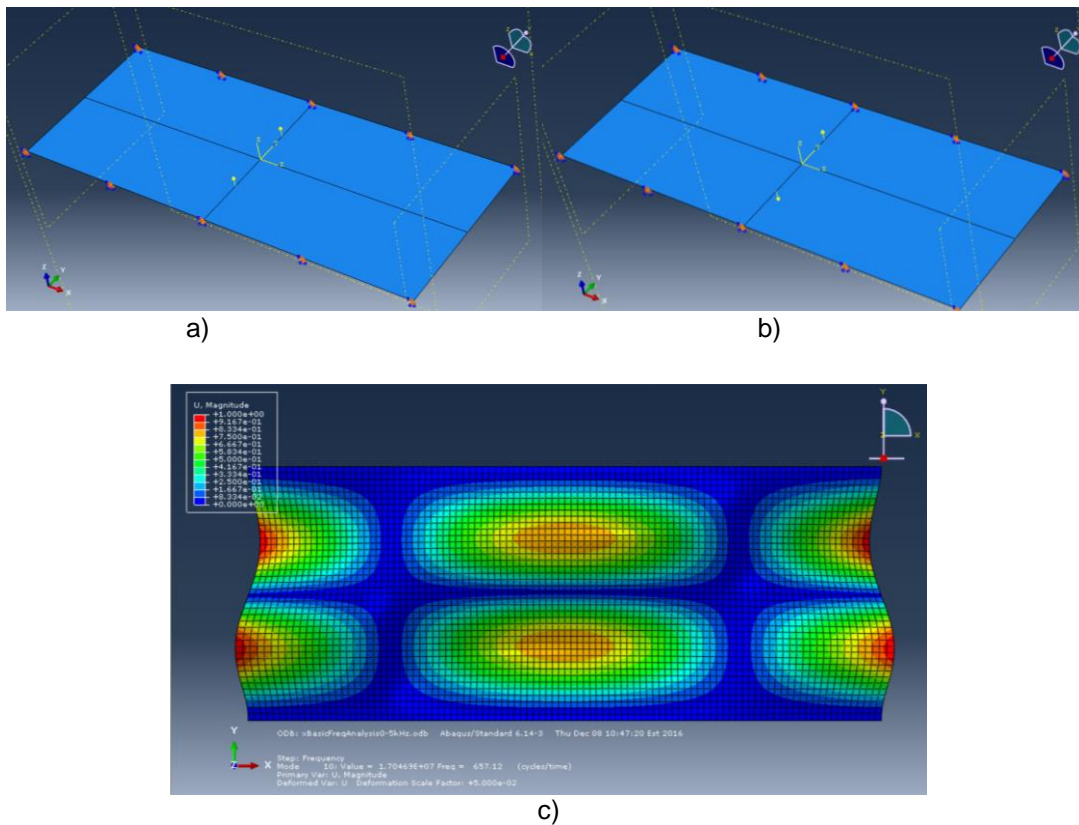 Z Y X
Z Y X
a)
b)
U, Magnitude
+1.000e+00
+9.167e-01
+8.334e-01
+7.500e-01
+6.667e-01
+5.834e-01
+5.000e-01
+4.167e-01
+3.334e-01
+2.500e-01
+1.667e-01
+8.334e-02
+0.000e+00
Y
X
Y
Z X
ODB: xBasicFreqAnalysis0-5kHz.odb Abaqus/Standard 6.14-3 Thu Dec 08 10:47:20 Est 2016
Step: Frequency
Mode 10: Value = 1.70469E+07 Freq = 657.12 (cycles/time)
Primary Var: U, Magnitude
Deformed Var: U Deformation Scale Factor: +5.000e-02
c)